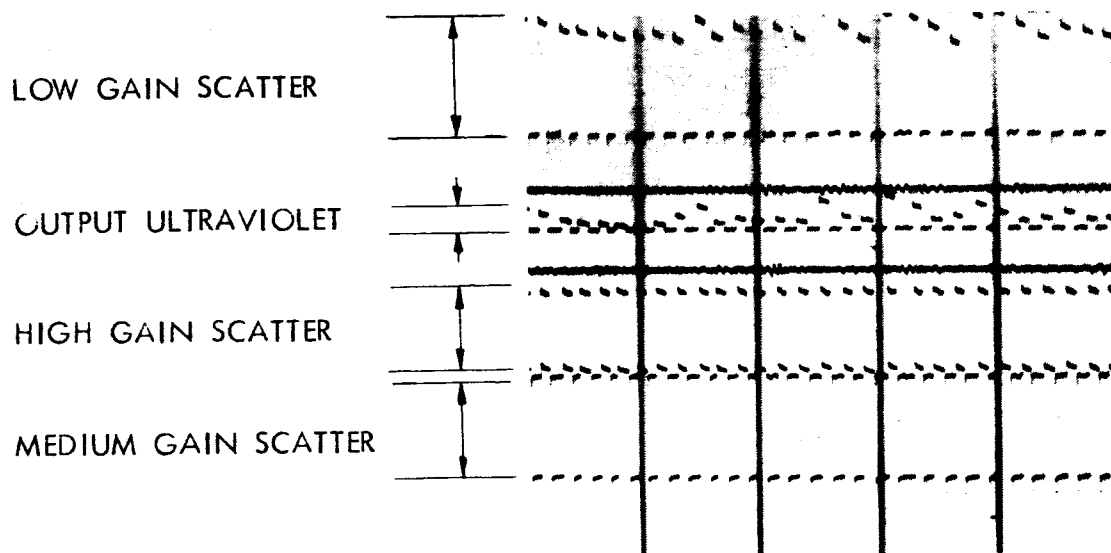 LOW GAIN SCATTER
OUTPUT ULTRAVIOLET
HIGH GAIN SCATTER
MEDIUM GAIN SCATTER